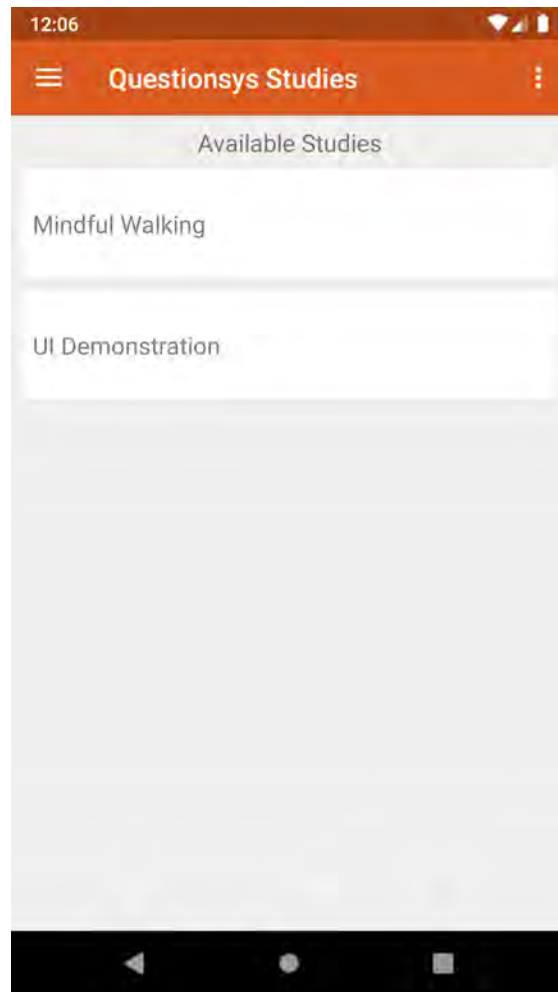 12:06
Questionsys Studies
Available Studies
Mindful Walking
UI Demonstration